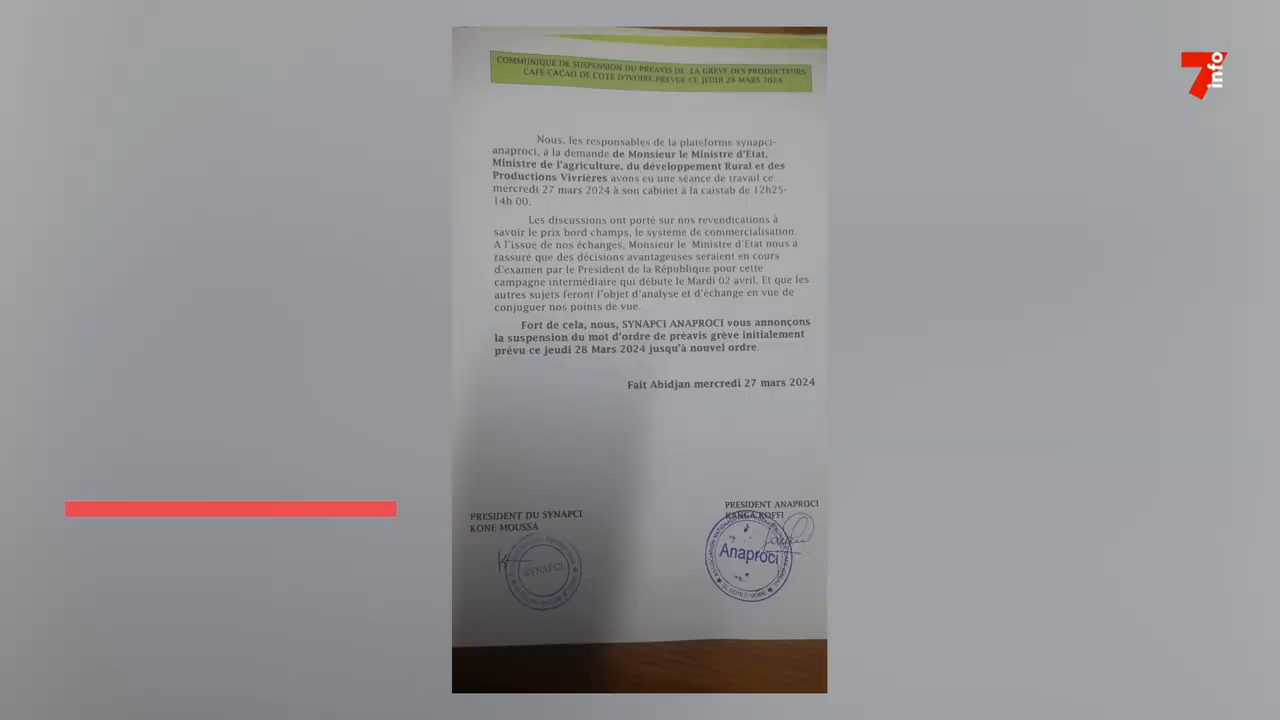 7 info
COMMUNIQUE DE SUSPENSION DU PREAVIS DE LA GREVE DES PRODUCTEURS
CAFE-CACAO DE COTE D'IVOIRE PREVUE CE JEUDI 28 MARS 2024
Nous, les responsables de la plateforme synapci-
anaproci, à la demande de Monsieur le Ministre d'Etat,
Ministre de l'agriculture, du développement Rural et des
Productions Vivrières avons eu une séance de travail ce
mercredi 27 mars 2024 à son cabinet à la caistab de 12h25-
14h 00.
Les discussions ont porté sur nos revendications à
savoir le prix bord champs, le système de commercialisation.
A l'issue de nos échanges, Monsieur le Ministre d'Etat nous a
rassuré que des décisions avantageuses seraient en cours
d'examen par le Président de la République pour cette
campagne intermédiaire qui débute le Mardi 02 avril. Et que les
autres sujets feront l'objet d'analyse et d'échange en vue de
conjuguer nos points de vue.
Fort de cela, nous, SYNAPCI ANAPROCI vous annonçons
la suspension du mot d'ordre de préavis grève initialement
prévu ce jeudi 28 Mars 2024 jusqu'à nouvel ordre.
Fait Abidjan mercredi 27 mars 2024
PRESIDENT DU SYNAPCI
KONE MOUSSA
SYNAPCI
PRESIDENT ANAPROCI
KANGA KOFFI
Anaproci